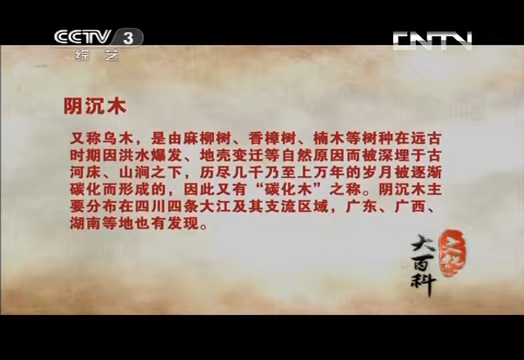 CCTV 3
综艺
CNTV
阴沉木
又称乌木，是由麻柳树、香樟树、楠木等树种在远古
时期因洪水爆发、地壳变迁等自然原因而被深埋于古
河床、山涧之下，历尽几千乃至上万年的岁月被逐渐
碳化而形成的，因此又有“碳化木”之称。阴沉木主
要分布在四川四条大江及其支流区域，广东、广西、
湖南等地也有发现。
文化
大百科